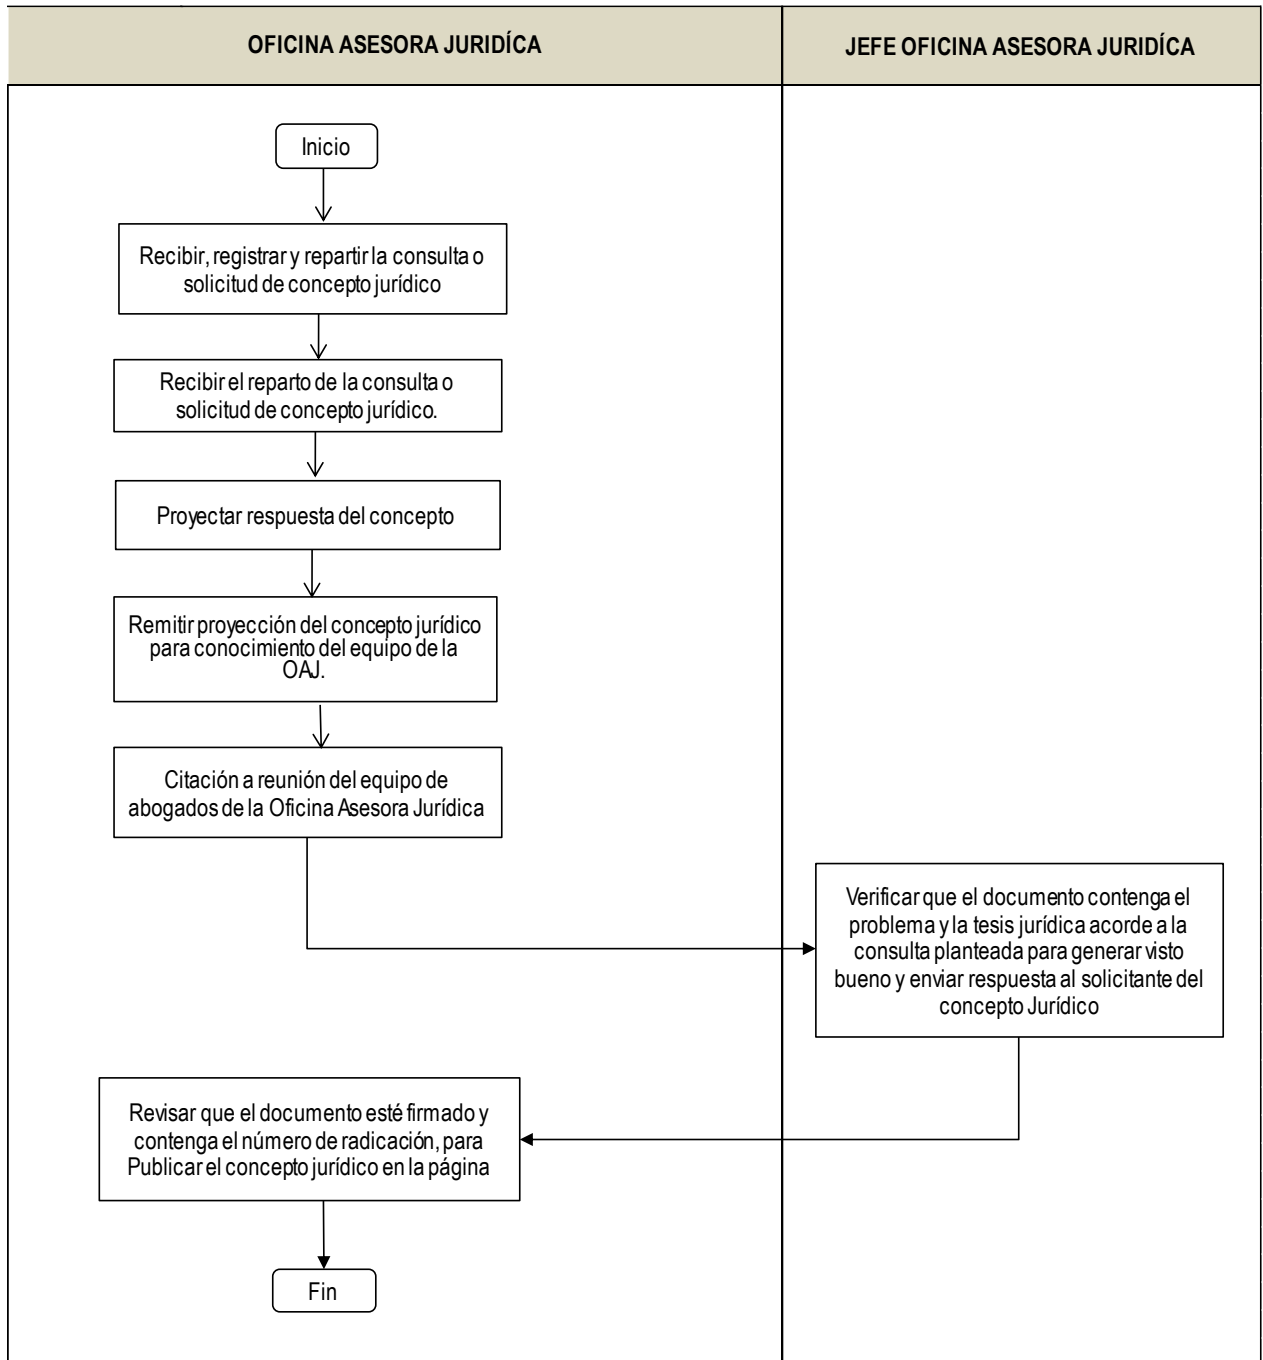 OFICINA ASESORA JURIDÍCA
JEFE OFICINA ASESORA JURIDÍCA
Inicio
Recibir, registrar y repartir la consulta o
solicitud de concepto jurídico
Recibir el reparto de la consulta o
solicitud de concepto jurídico.
Proyectar respuesta del concepto
Remitir proyección del concepto jurídico
para conocimiento del equipo de la
OAJ.
Citación a reunión del equipo de
abogados de la Oficina Asesora Jurídica
Verificar que el documento contenga el
problema y la tesis jurídica acorde a la
consulta planteada para generar visto
bueno y enviar respuesta al solicitante del
concepto Jurídico
Revisar que el documento esté firmado y
contenga el número de radicación, para
Publicar el concepto jurídico en la página
Fin